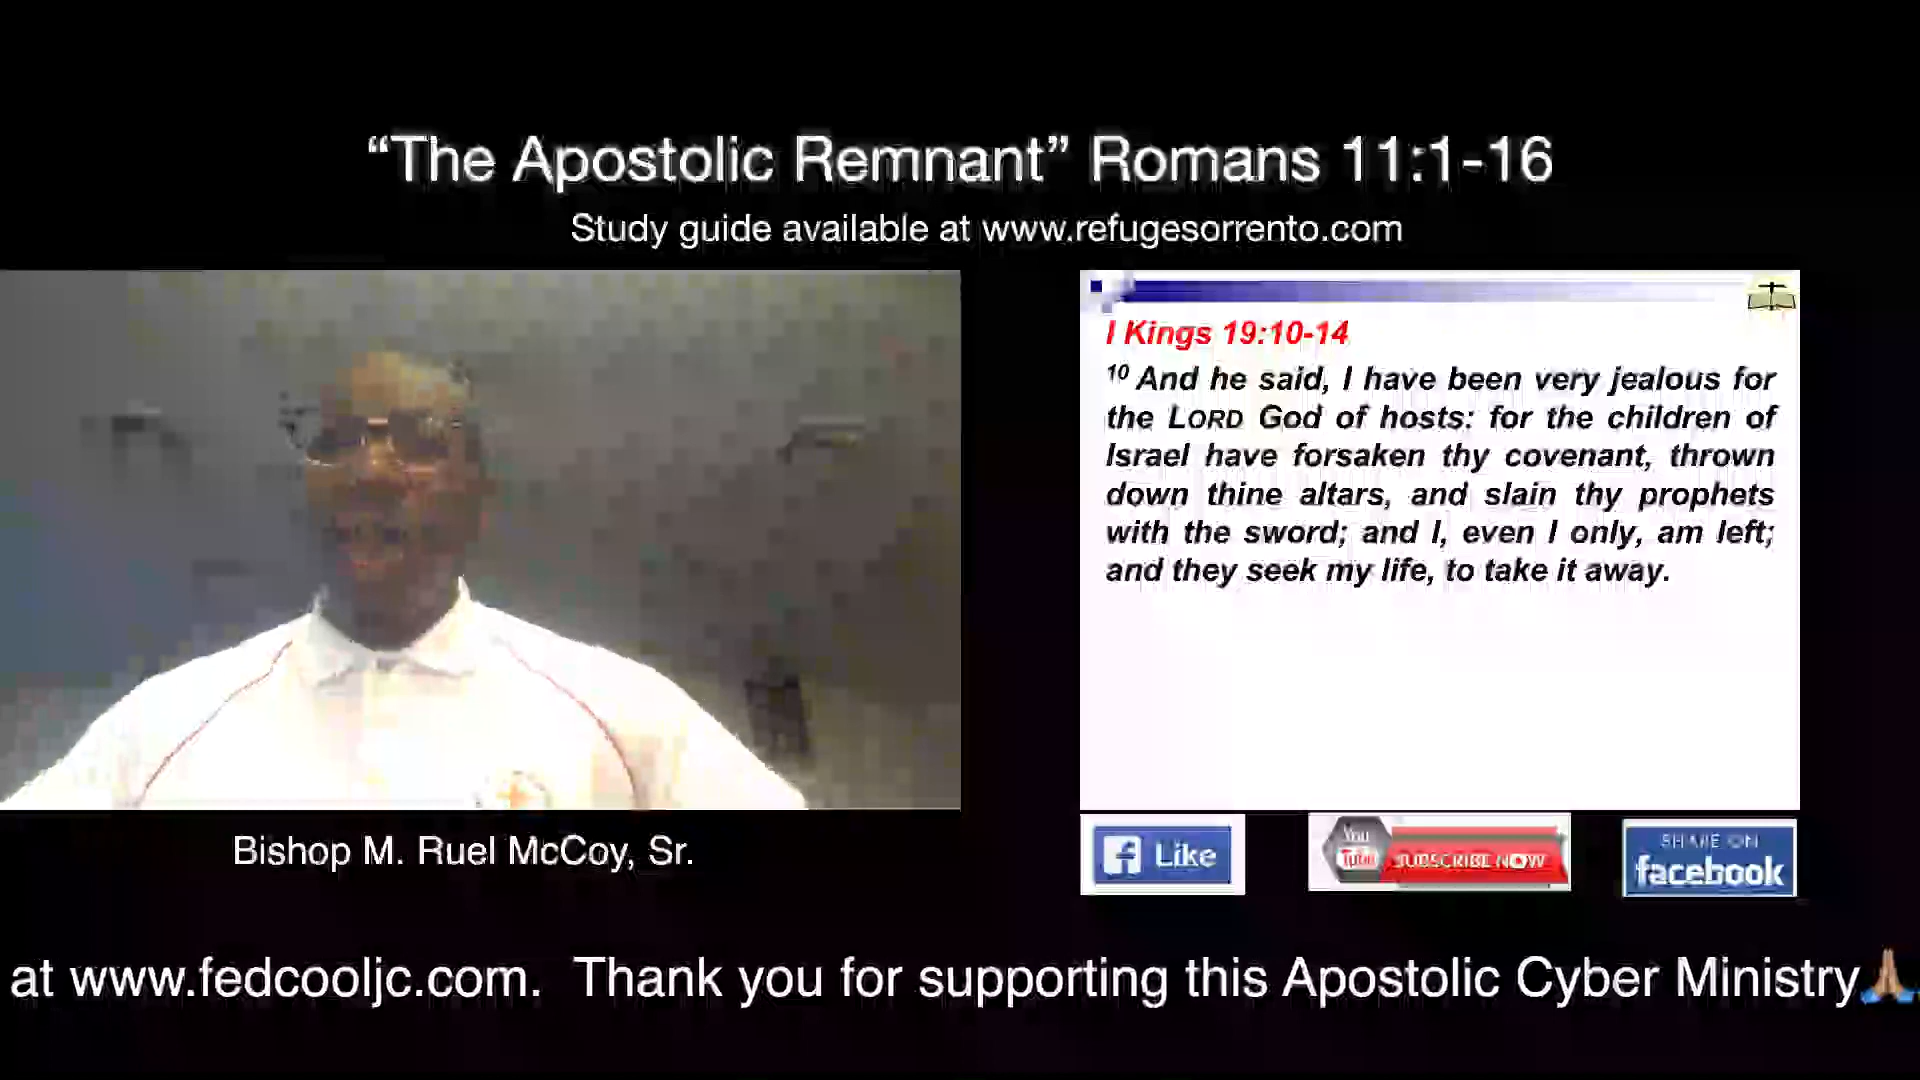 “The Apostolic Remnant” Romans 11:1-16
Study guide available at www.refugesorrento.com
I Kings 19:10-14
10 And he said, I have been very jealous for
the LORD God of hosts: for the children of
Israel have forsaken thy covenant, thrown
down thine altars, and slain thy prophets
with the sword; and I, even I only, am left;
and they seek my life, to take it away.
Bishop M. Ruel McCoy, Sr.
Like
You
Tube
SUBSCRIBE NOW
SHARE ON
facebook
at www.fedcooljc.com. Thank you for supporting this Apostolic Cyber Ministry🙏🏽